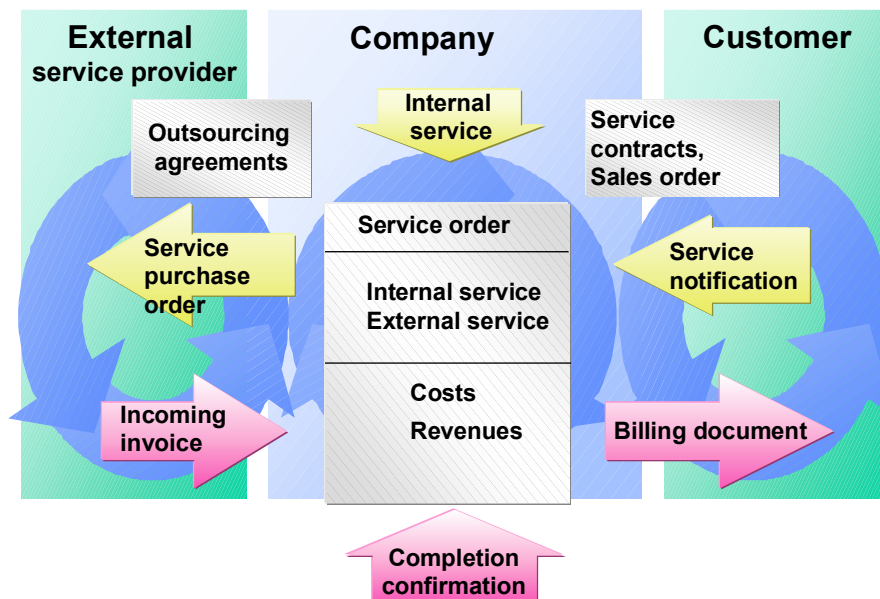 External
service provider
Company
Customer
Outsourcing
agreements
Internal
service
Service
contracts,
Sales order
Service order
Service
purchase
order
Internal service
External service
Service
notification
Costs
Revenues
Incoming
invoice
Billing document
Completion
confirmation